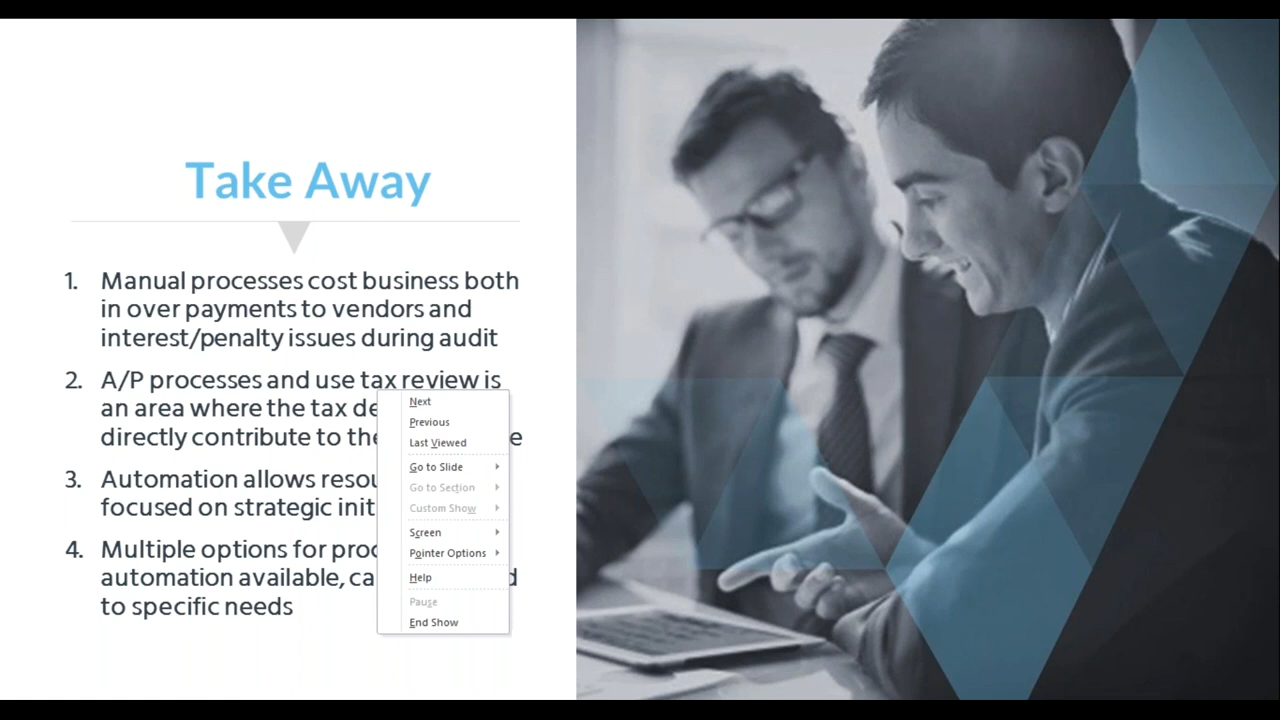 Take Away
1. Manual processes cost business both
in over payments to vendors and
interest/penalty issues during audit
2. A/P processes and use tax review is
an area where the tax de
directly contribute to the e
3. Automation allows resou
focused on strategic init
4. Multiple options for proc
automation available, ca d
to specific needs
Next
Previous
Last Viewed
Go to Slide
Go to Section
Custom Show
Screen
Pointer Options
Help
Pause
End Show